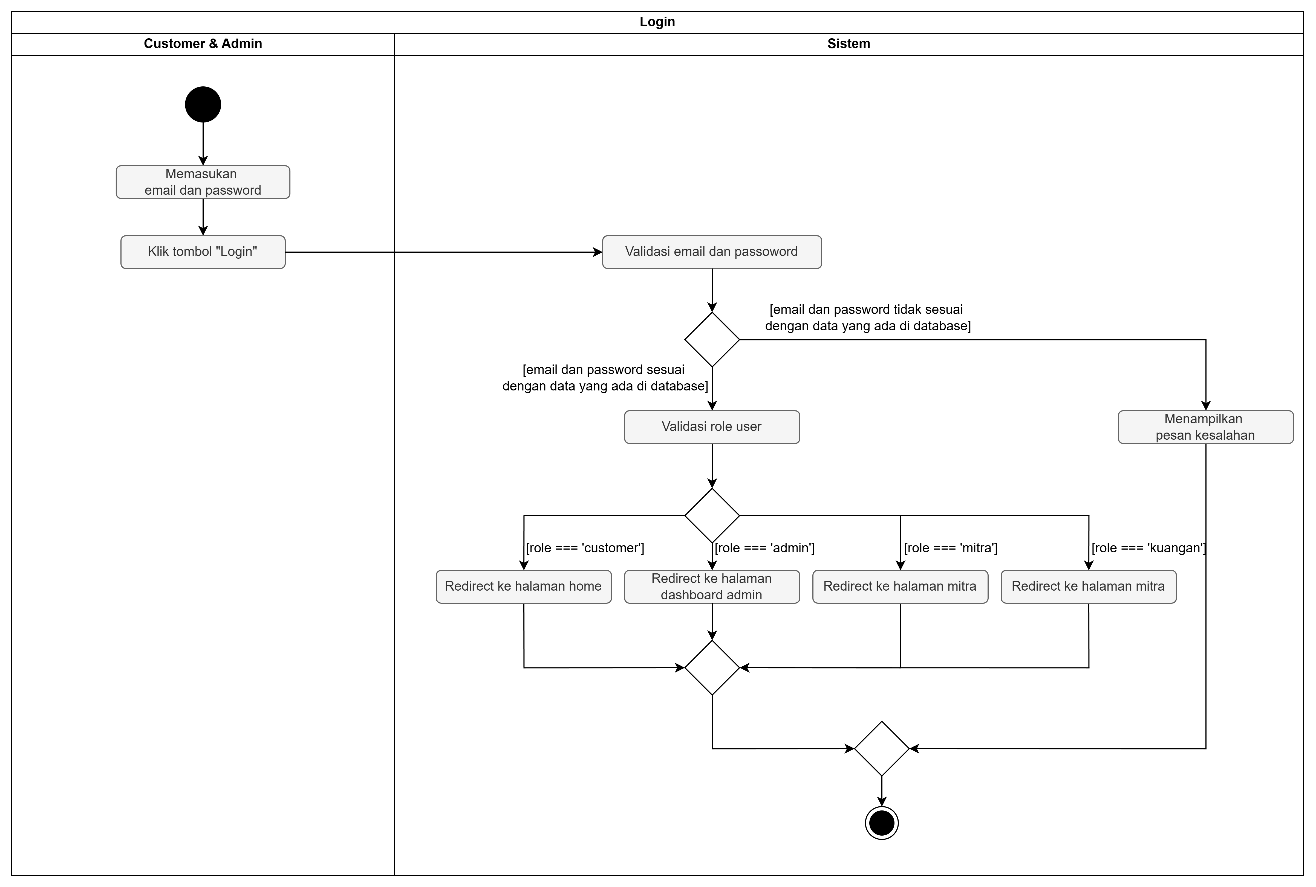 Login
Customer & Admin
Sistem
Memasukan
email dan password
Klik tombol "Login"
Validasi email dan passoword
[email dan password tidak sesuai
dengan data yang ada di database]
[email dan password sesuai
dengan data yang ada di database]
Validasi role user
Menampilkan
pesan kesalahan
[role === 'customer']
[role === 'admin']
[role === 'mitra']
[role === 'kuangan']
Redirect ke halaman home
Redirect ke halaman
dashboard admin
Redirect ke halaman mitra
Redirect ke halaman mitra